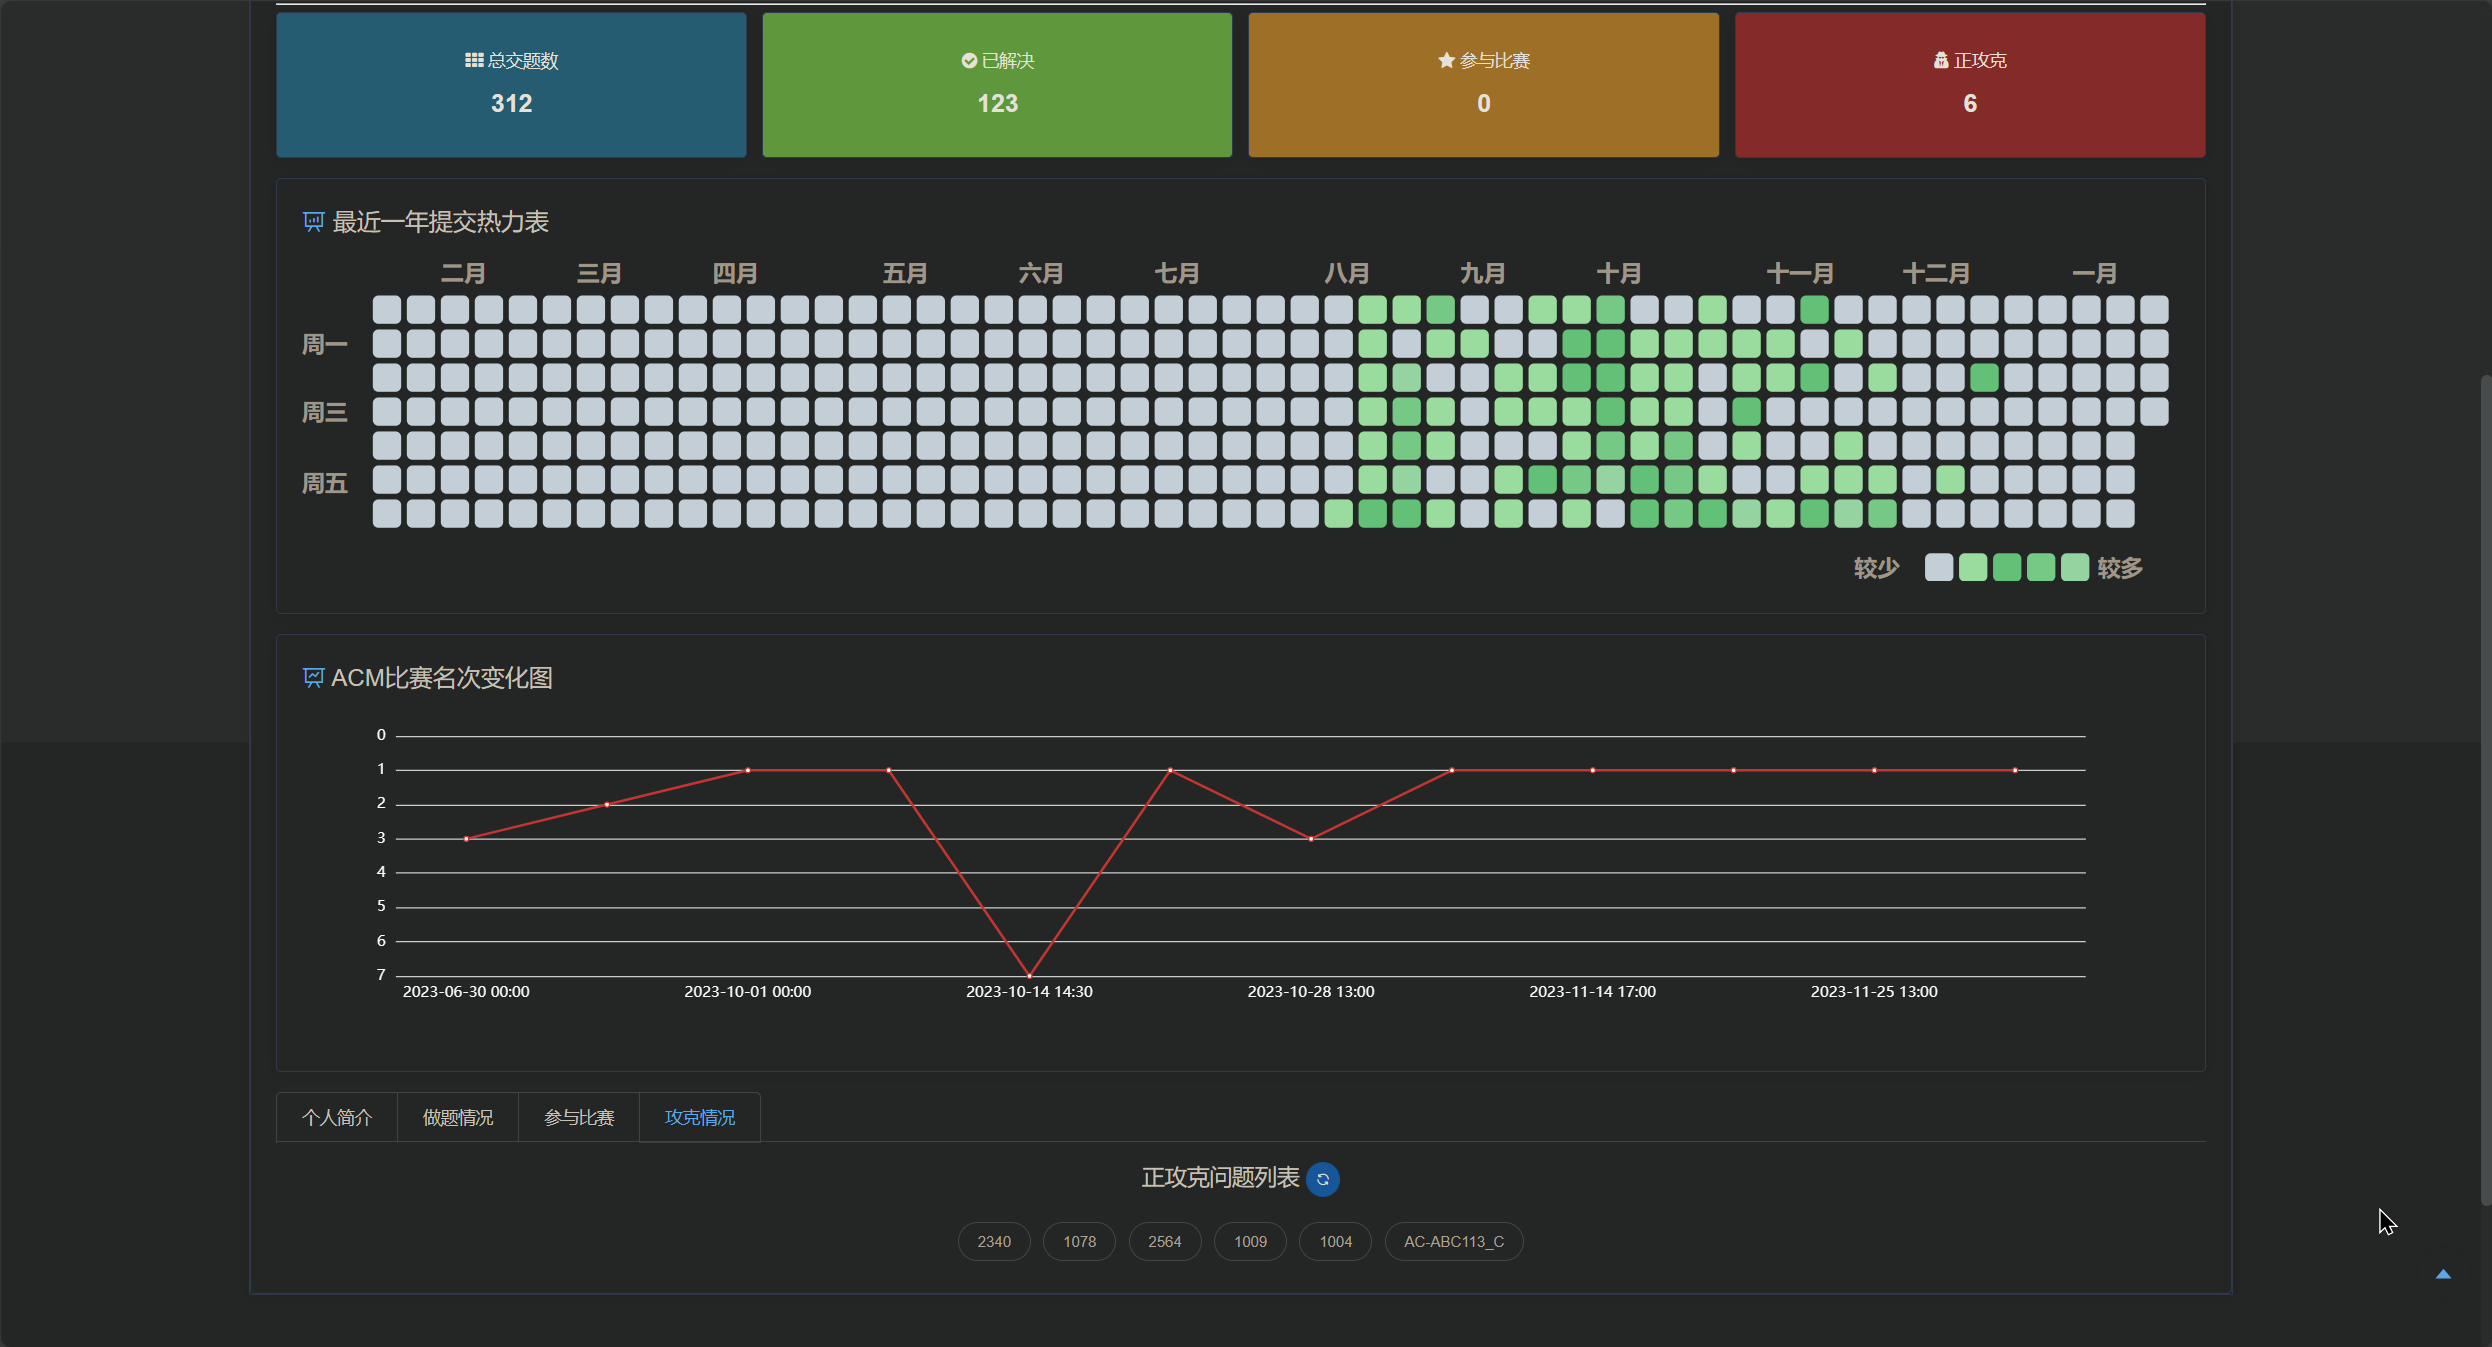 总交题数
312
已解决
123
参与比赛
0
正攻克
6
最近一年提交热力表
二月 三月 四月 五月 六月 七月 八月 九月 十月 十一月 十二月 一月
周一
周三
周五
较少 较多
ACM比赛名次变化图
0
1
2
3
4
5
6
7
2023-06-30 00:00 2023-10-01 00:00 2023-10-14 14:30 2023-10-28 13:00 2023-11-14 17:00 2023-11-25 13:00
个人简介 做题情况 参与比赛 攻克情况
正攻克问题列表
2340 1078 2564 1009 1004 AC-ABC113_C